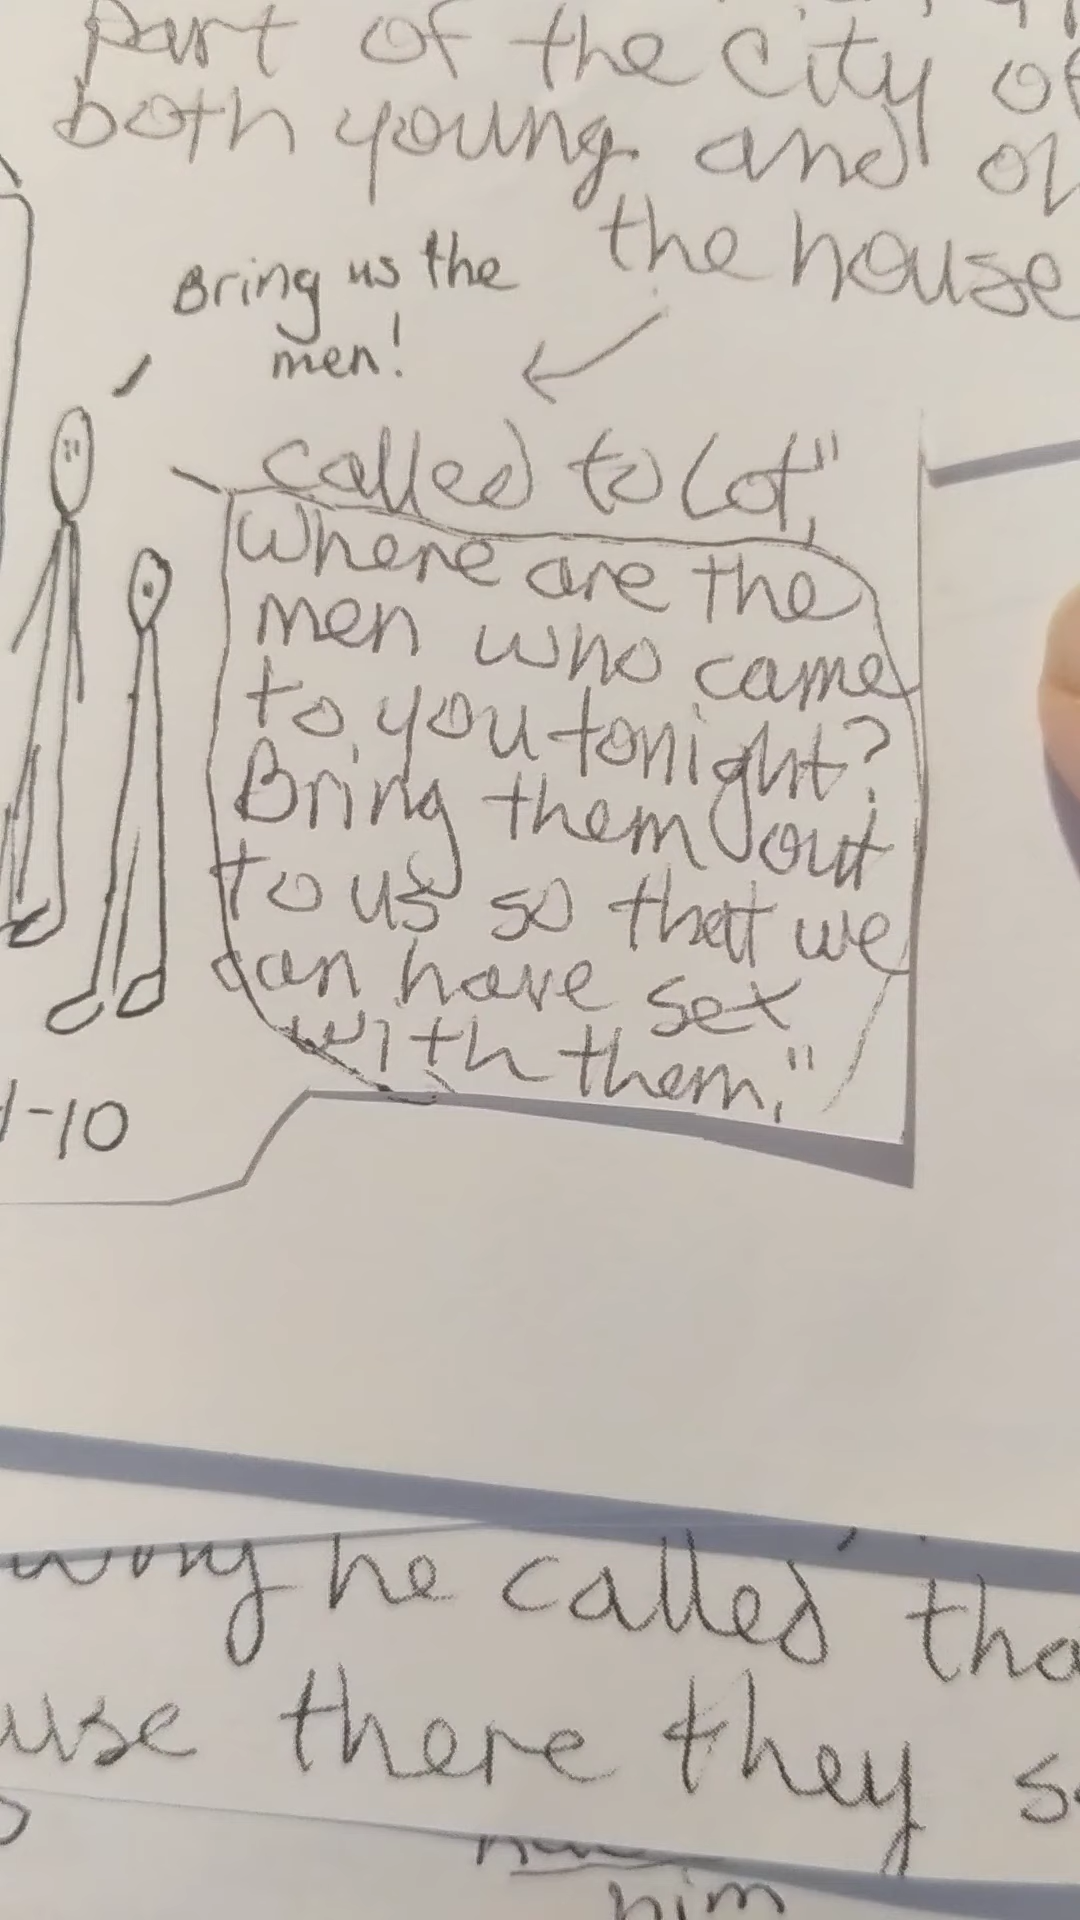 part of the city
both young and
the house
Bring us the
men!
called to Lot,"
Where are the
men who came
to you tonight?
Bring them out
to us so that we
can have sex
with them."
-10
he called
there they
him